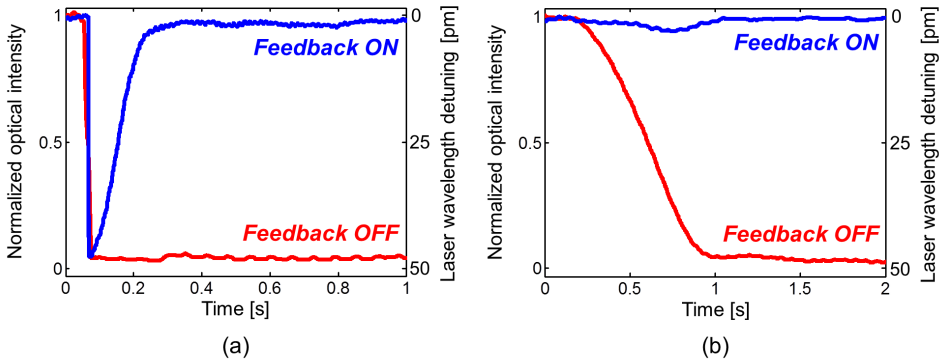 Normalized optical intensity
1
0.5
0
Feedback ON
Feedback OFF
0
25
50
Laser wavelength detuning [pm]
0 0.2 0.4 0.6 0.8 1
Time [s]
(a)
Normalized optical intensity
1
0.5
0
Feedback ON
Feedback OFF
0
25
50
Laser wavelength detuning [pm]
0 0.5 1 1.5 2
Time [s]
(b)